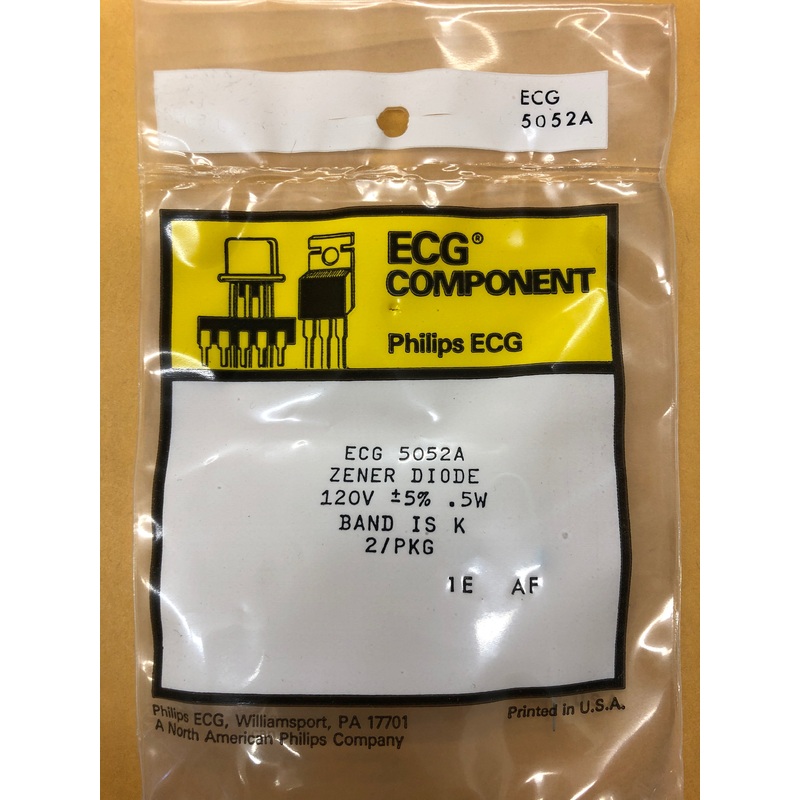 ECG
5052A
ECG®
COMPONENT
Philips ECG
ECG 5052A
ZENER DIODE
120V ±5% .5W
BAND IS K
2/PKG
1E AF
Philips ECG, Williamsport, PA 17701
A North American Philips Company
Printed in U.S.A.